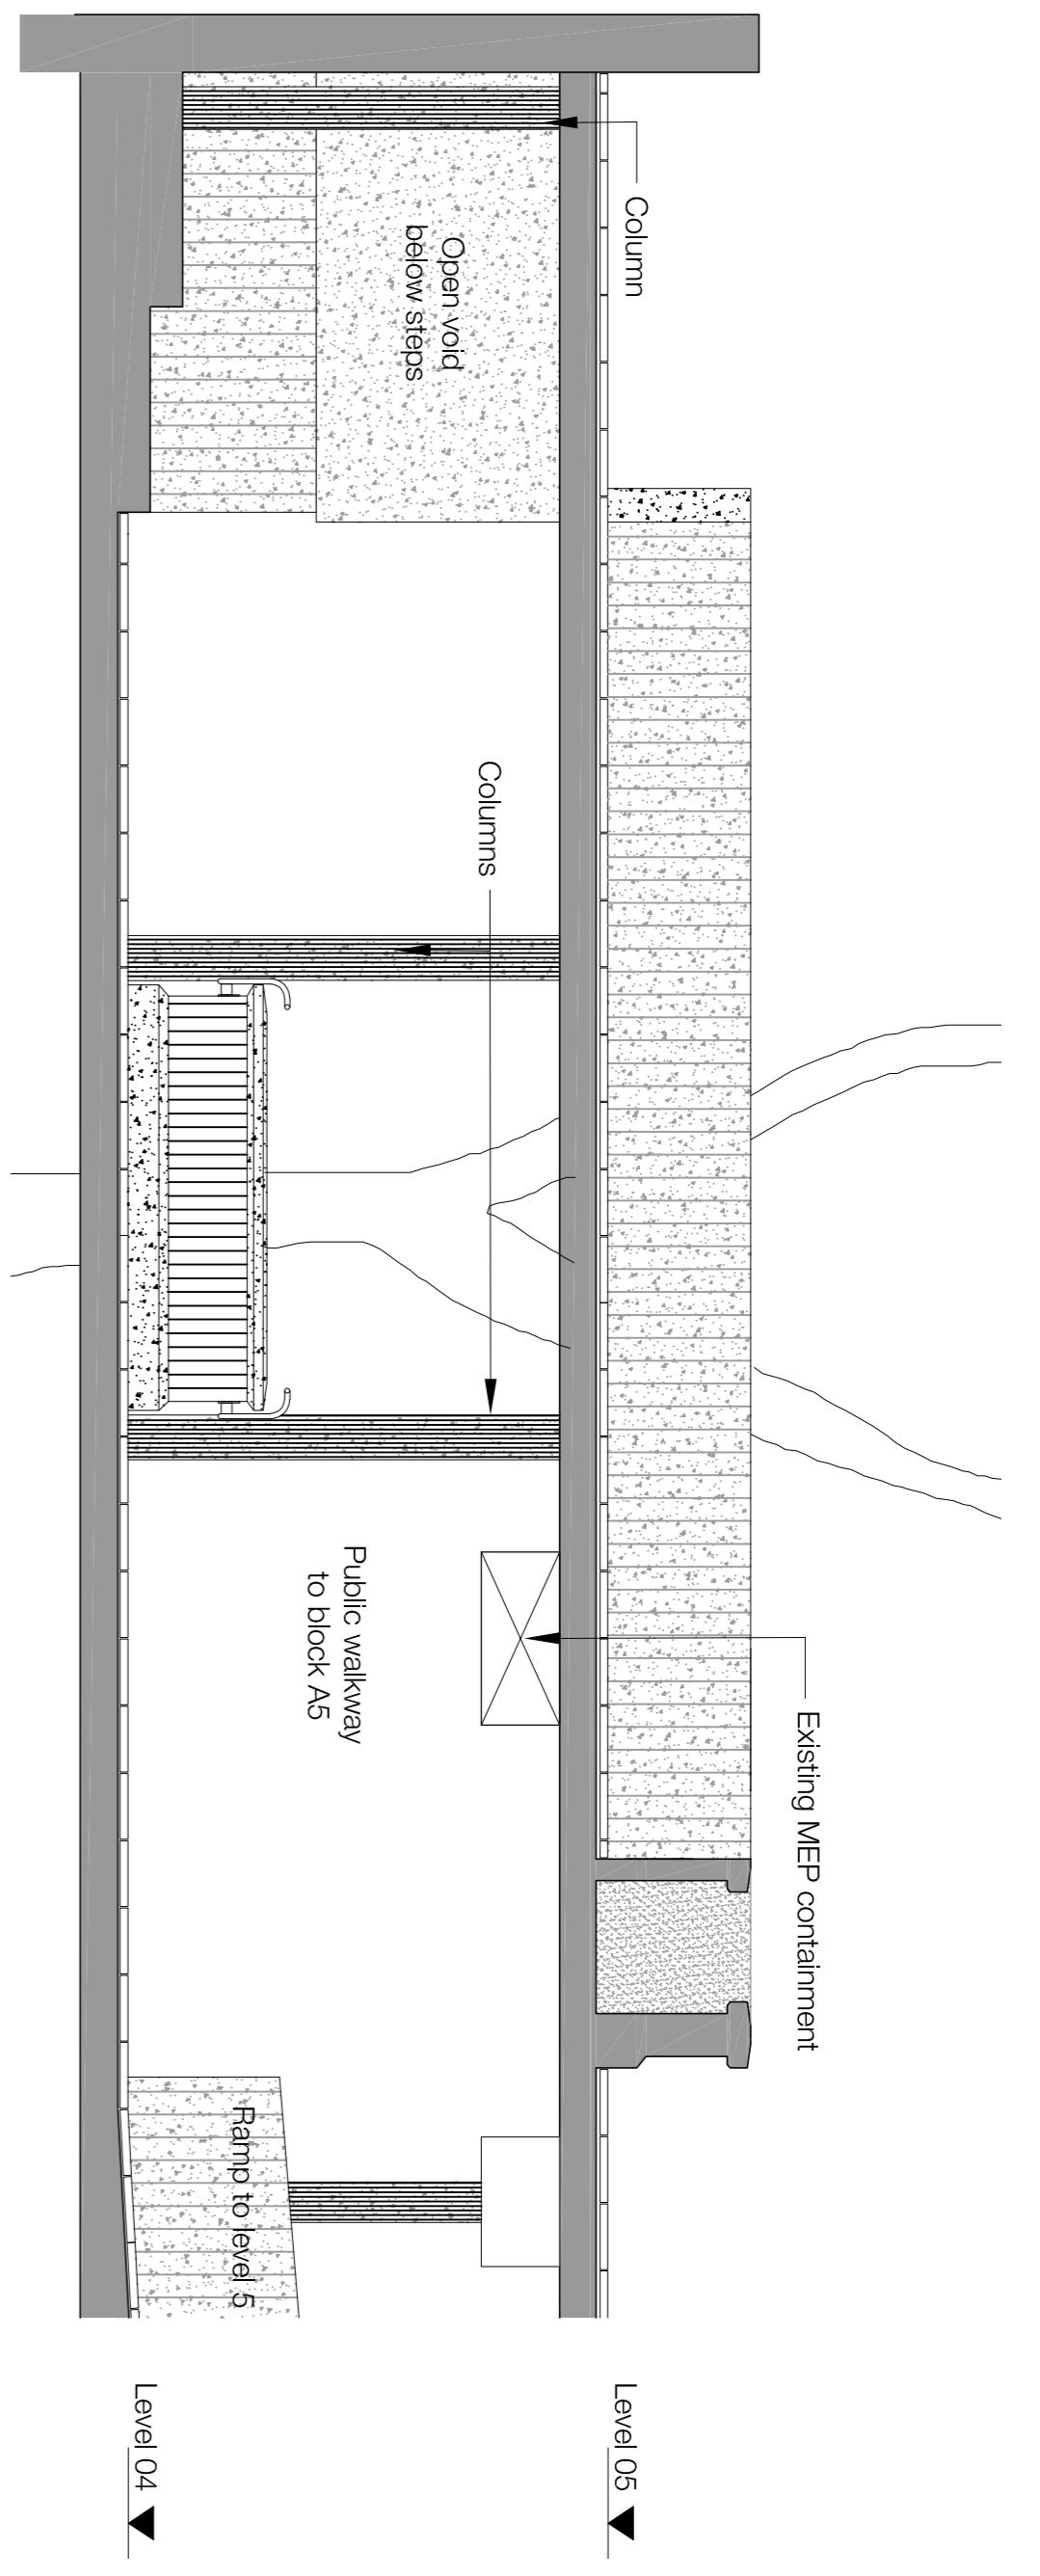 Column
Open void
below steps
Columns
Existing MEP containment
Public walkway
to block A5
Ramp to level 5
Level 05
Level 04